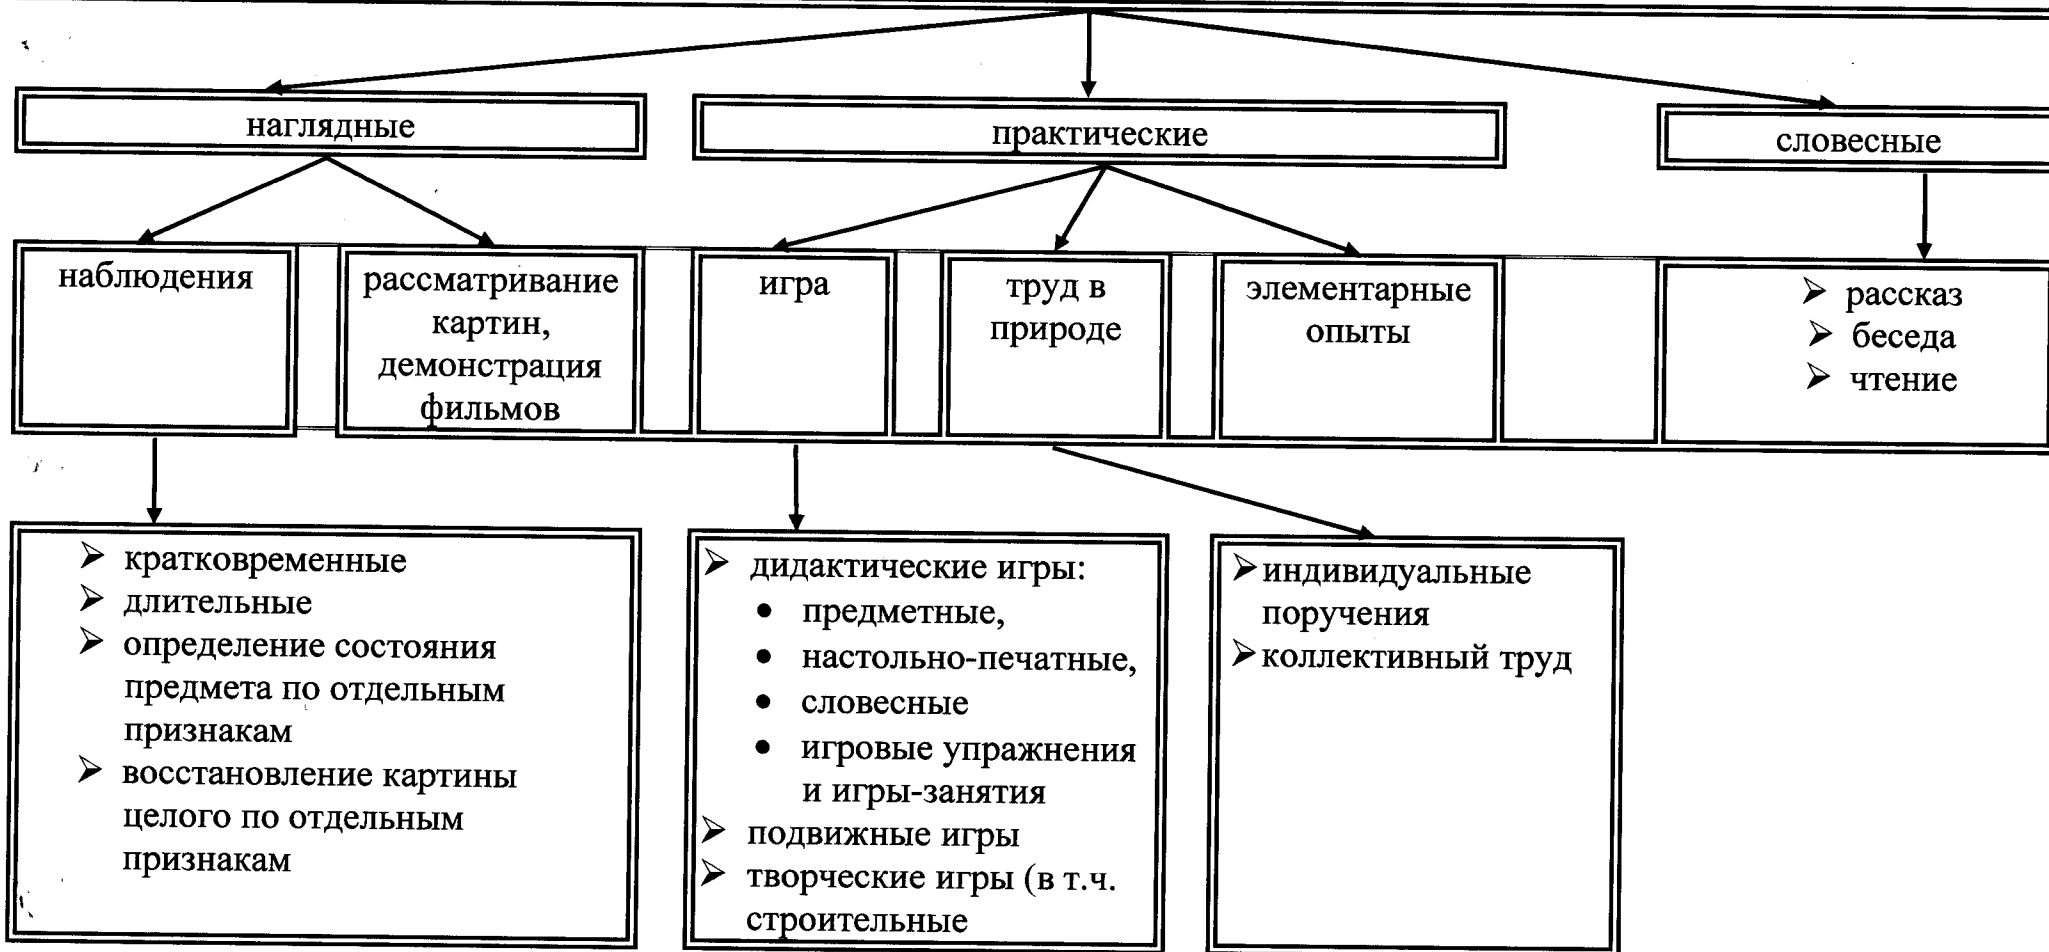 наглядные
практические
словесные
наблюдения
рассматривание
картин,
демонстрация
фильмов
игра
труд в
природе
элементарные
опыты
➢ рассказ
➢ беседа
➢ чтение
➢ кратковременные
➢ длительные
➢ определение состояния
предмета по отдельным
признакам
➢ восстановление картины
целого по отдельным
признакам
➢ дидактические игры:
• предметные,
• настольно-печатные,
• словесные
• игровые упражнения
и игры-занятия
➢ подвижные игры
➢ творческие игры (в т.ч.
строительные
➢ индивидуальные
поручения
➢ коллективный труд